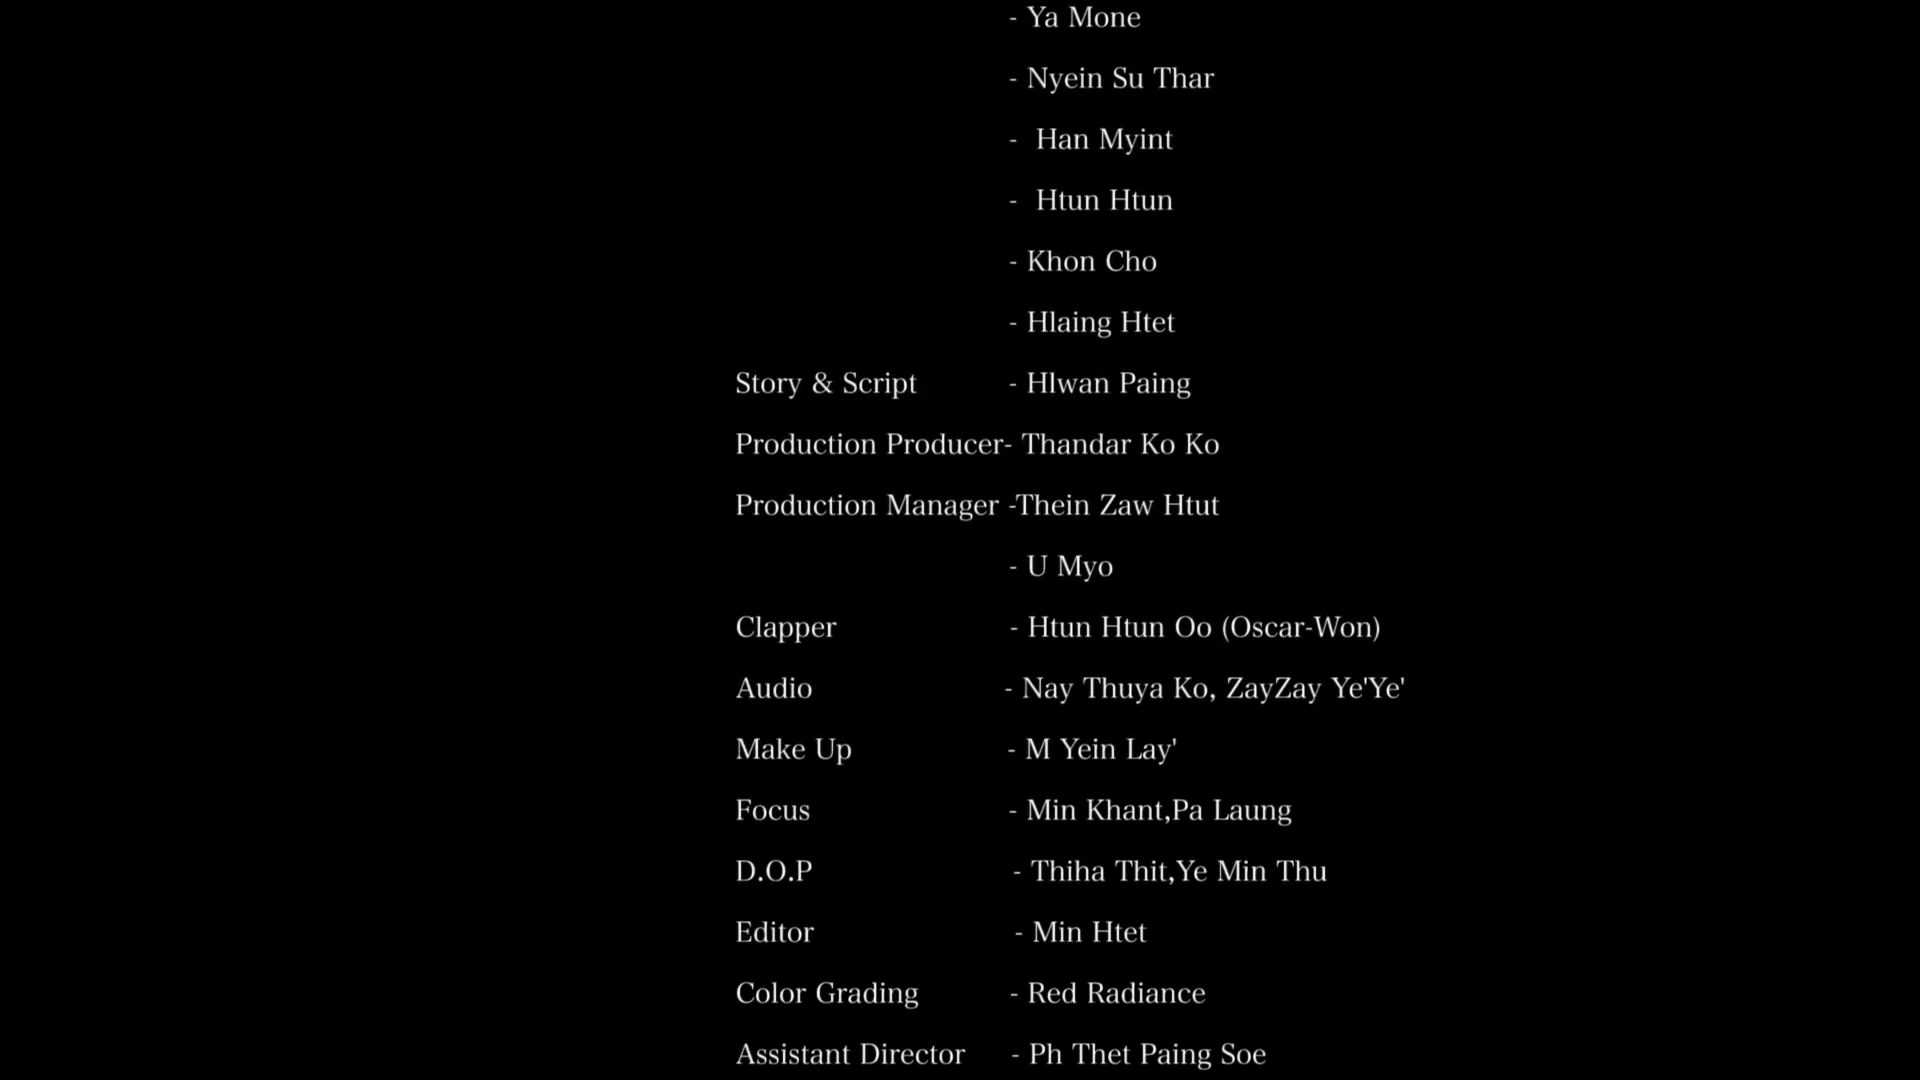 - Ya Mone
- Nyein Su Thar
- Han Myint
- Htun Htun
- Khon Cho
- Hlaing Htet
Story & Script - Hlwan Paing
Production Producer- Thandar Ko Ko
Production Manager -Thein Zaw Htut
- U Myo
Clapper - Htun Htun Oo (Oscar-Won)
Audio - Nay Thuya Ko, ZayZay Ye'Ye'
Make Up - M Yein Lay'
Focus - Min Khant,Pa Laung
D.O.P - Thiha Thit,Ye Min Thu
Editor - Min Htet
Color Grading - Red Radiance
Assistant Director - Ph Thet Paing Soe